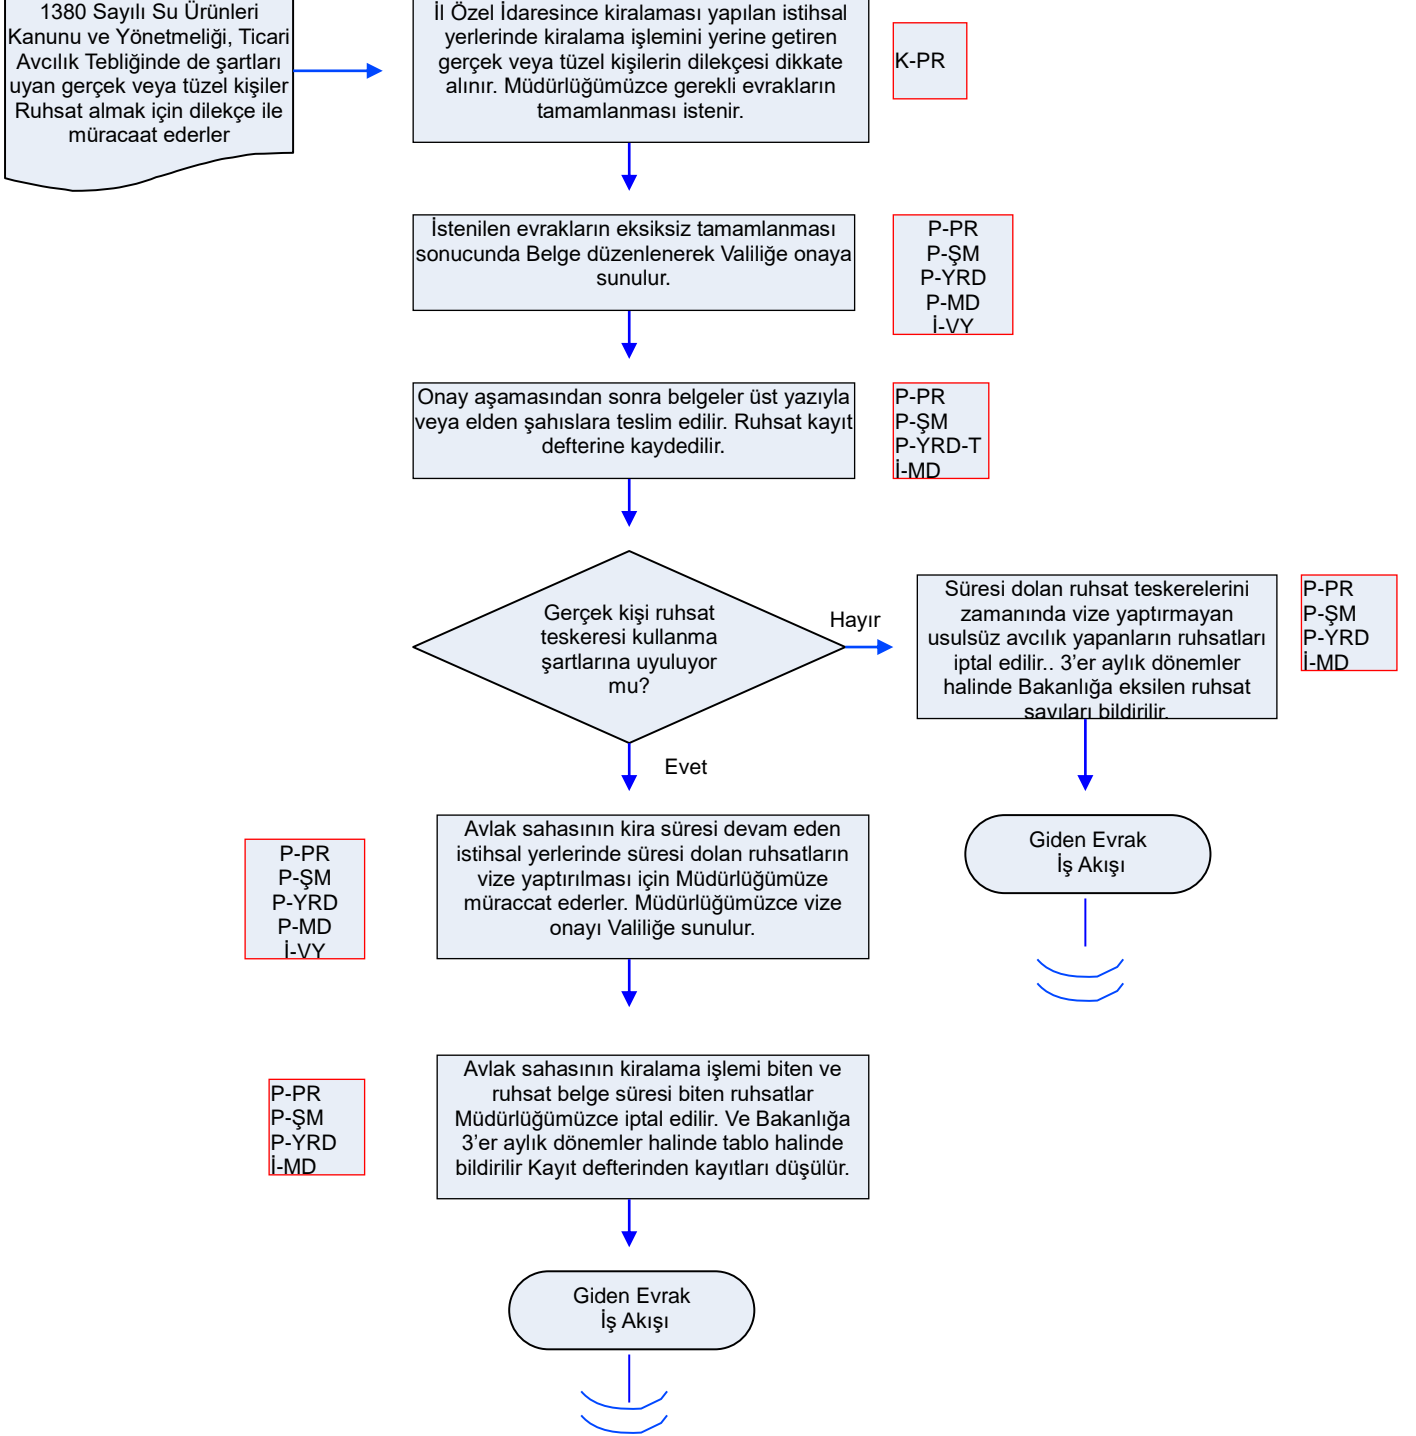 1380 Sayılı Su Ürünleri
Kanunu ve Yönetmeliği, Ticari
Avcılık Tebliğinde de şartları
uyan gerçek veya tüzel kişiler
Ruhsat almak için dilekçe ile
müracaat ederler
İl Özel İdaresince kiralaması yapılan istihsal
yerlerinde kiralama işlemini yerine getiren
gerçek veya tüzel kişilerin dilekçesi dikkate
alınır. Müdürlüğümüzce gerekli evrakların
tamamlanması istenir.
K-PR
İstenilen evrakların eksiksiz tamamlanması
sonucunda Belge düzenlenerek Valiliğe onaya
sunulur.
P-PR
P-ŞM
P-YRD
P-MD
İ-VY
Onay aşamasından sonra belgeler üst yazıyla
veya elden şahıslara teslim edilir. Ruhsat kayıt
defterine kaydedilir.
P-PR
P-ŞM
P-YRD-T
İ-MD
Gerçek kişi ruhsat
teskeresi kullanma
şartlarına uyuluyor
mu?
Hayır
Süresi dolan ruhsat teskerelerini
zamanında vize yaptırmayan
usulsüz avcılık yapanların ruhsatları
iptal edilir.. 3’er aylık dönemler
halinde Bakanlığa eksilen ruhsat
sayıları bildirilir.
P-PR
P-ŞM
P-YRD
İ-MD
Evet
Avlak sahasının kira süresi devam eden
istihsal yerlerinde süresi dolan ruhsatların
vize yaptırılması için Müdürlüğümüze
müraccat ederler. Müdürlüğümüzce vize
onayı Valiliğe sunulur.
P-PR
P-ŞM
P-YRD
P-MD
İ-VY
Giden Evrak
İş Akışı
Avlak sahasının kiralama işlemi biten ve
ruhsat belge süresi biten ruhsatlar
Müdürlüğümüzce iptal edilir. Ve Bakanlığa
3’er aylık dönemler halinde tablo halinde
bildirilir Kayıt defterinden kayıtları düşülür.
P-PR
P-ŞM
P-YRD
İ-MD
Giden Evrak
İş Akışı